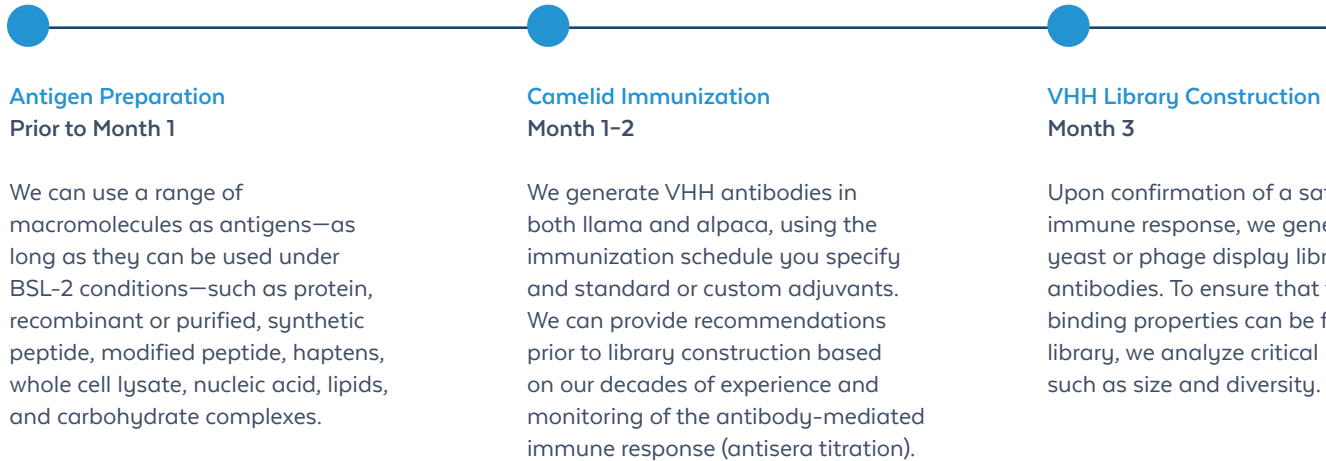 Antigen Preparation
Prior to Month 1
We can use a range of
macromolecules as antigens—as
long as they can be used under
BSL-2 conditions—such as protein,
recombinant or purified, synthetic
peptide, modified peptide, haptens,
whole cell lysate, nucleic acid, lipids,
and carbohydrate complexes.
Camelid Immunization
Month 1–2
We generate VHH antibodies in
both llama and alpaca, using the
immunization schedule you specify
and standard or custom adjuvants.
We can provide recommendations
prior to library construction based
on our decades of experience and
monitoring of the antibody-mediated
immune response (antisera titration).
VHH Library Construction
Month 3
Upon confirmation of a
immune response, we
yeast or phage display
antibodies. To ensure that
binding properties can be
library, we analyze critical
such as size and diversity.